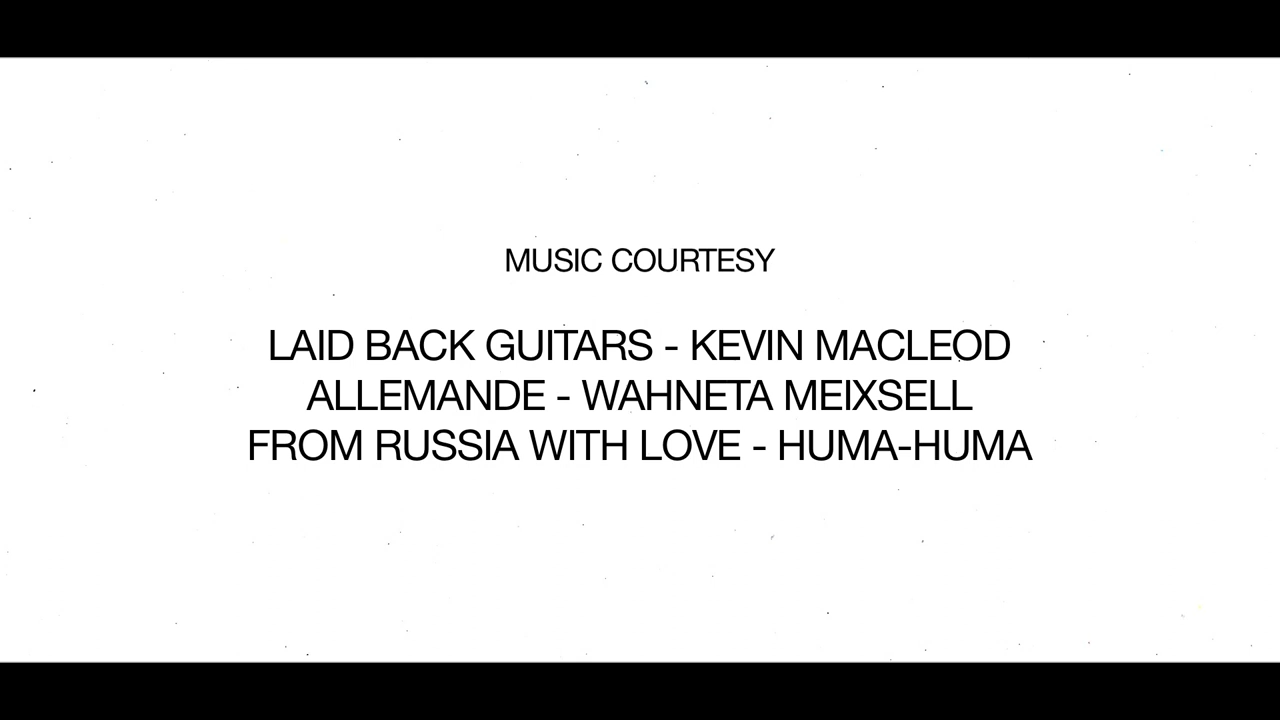 MUSIC COURTESY
LAID BACK GUITARS - KEVIN MACLEOD
ALLEMANDE - WAHNETA MEIXSELL
FROM RUSSIA WITH LOVE - HUMA-HUMA